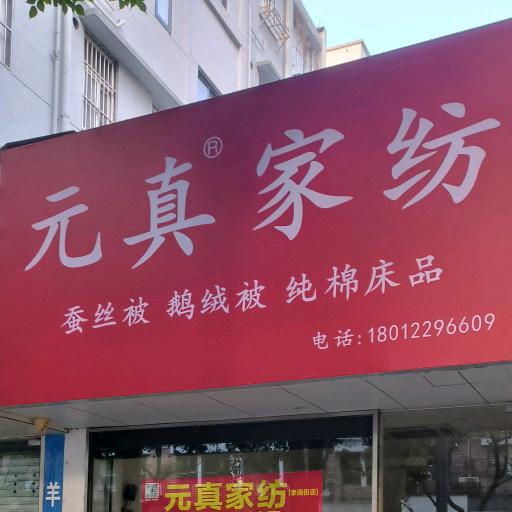 元真®家纺
蚕丝被 鹅绒被 纯棉床品
电话:18012296609
羊
元真家纺